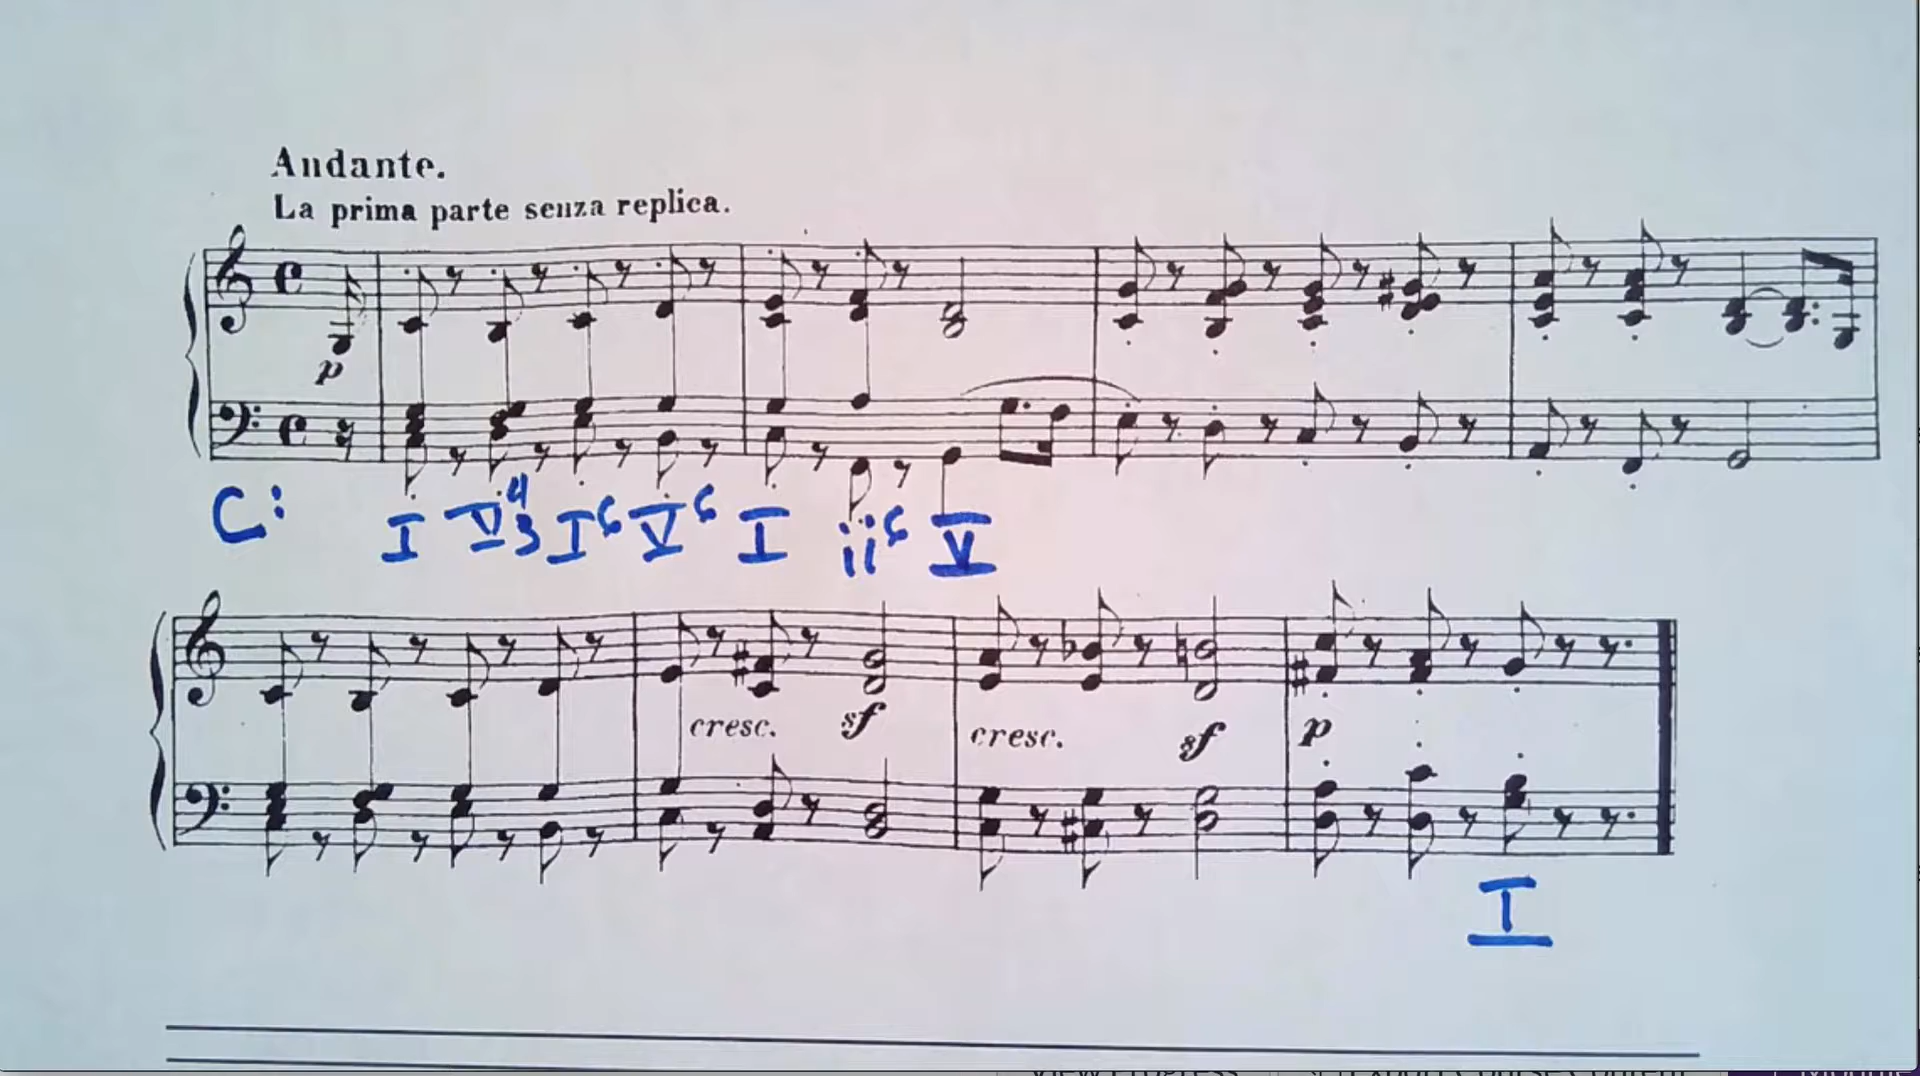 Andante.
La prima parte senza replica.
p
C: I V4 3 I6 V6 I ii6 V
cresc. sf cresc. sf p
I